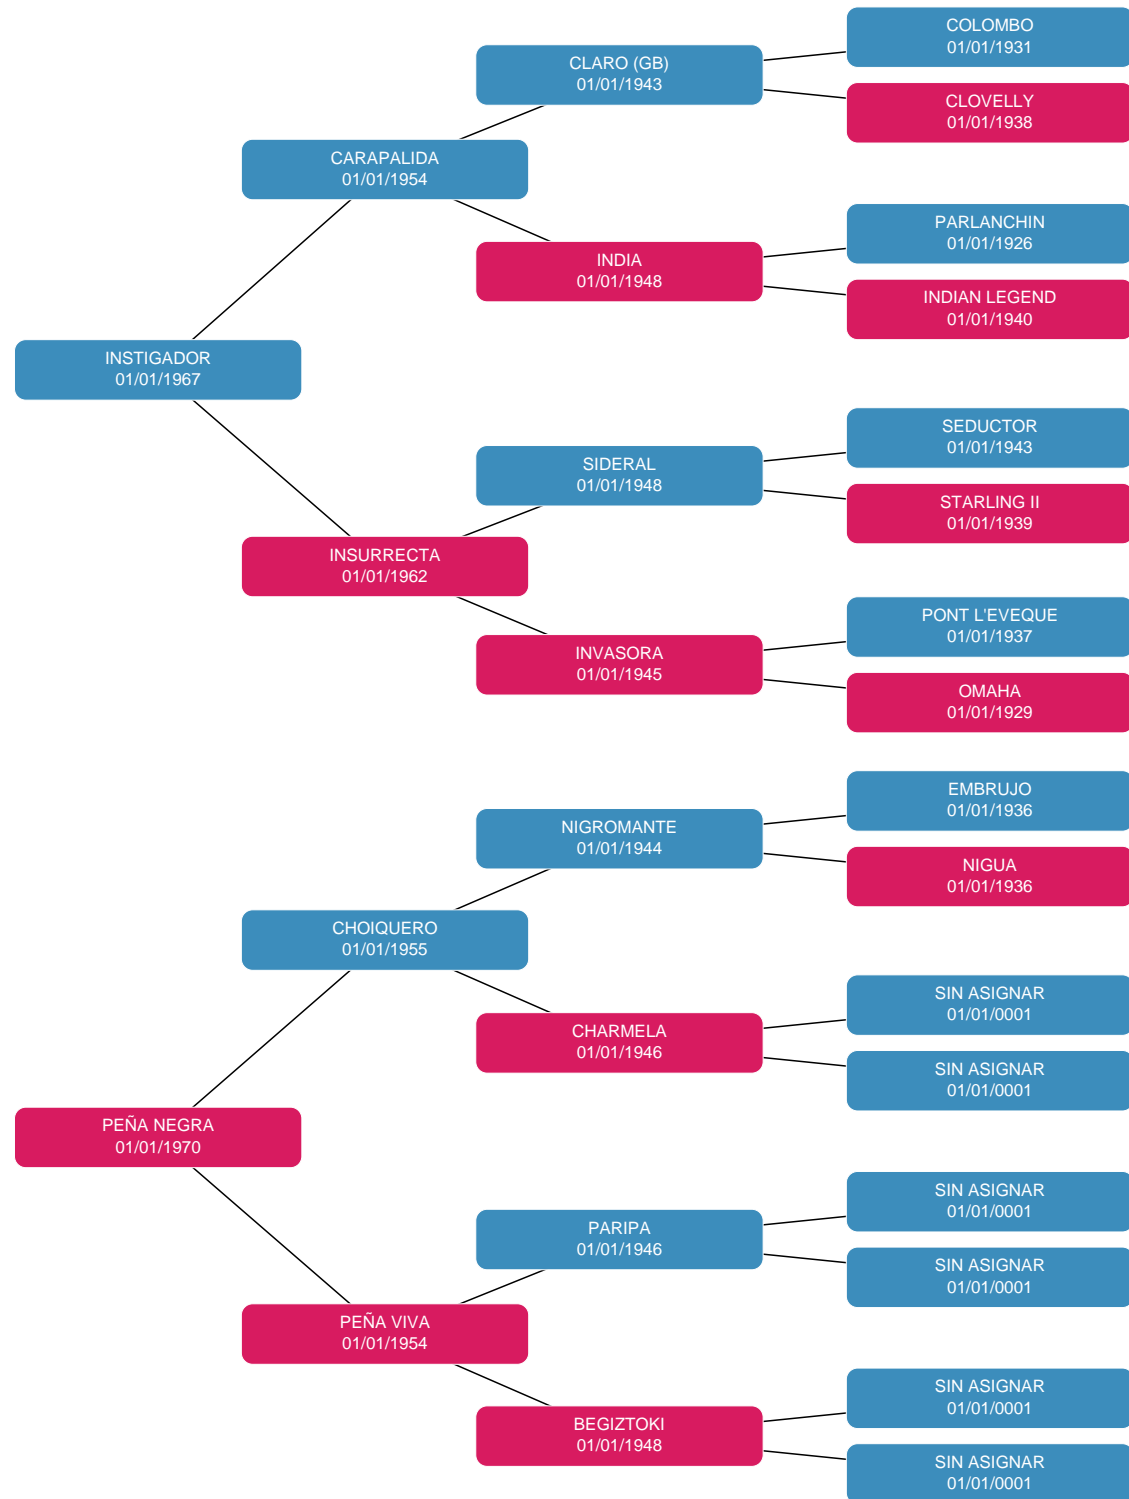 COLOMBO
01/01/1931
CLARO (GB)
01/01/1943
CLOVELLY
01/01/1938
CARAPALIDA
01/01/1954
PARLANCHIN
01/01/1926
INDIA
01/01/1948
INDIAN LEGEND
01/01/1940
INSTIGADOR
01/01/1967
SEDUCTOR
01/01/1943
SIDERAL
01/01/1948
STARLING II
01/01/1939
INSURRECTA
01/01/1962
PONT L'EVEQUE
01/01/1937
INVASORA
01/01/1945
OMAHA
01/01/1929
EMBRUJO
01/01/1936
NIGROMANTE
01/01/1944
NIGUA
01/01/1936
CHOIQUERO
01/01/1955
SIN ASIGNAR
01/01/0001
CHARMELA
01/01/1946
SIN ASIGNAR
01/01/0001
PEÑA NEGRA
01/01/1970
SIN ASIGNAR
01/01/0001
PARIPA
01/01/1946
SIN ASIGNAR
01/01/0001
PEÑA VIVA
01/01/1954
SIN ASIGNAR
01/01/0001
BEGIZTOKI
01/01/1948
SIN ASIGNAR
01/01/0001